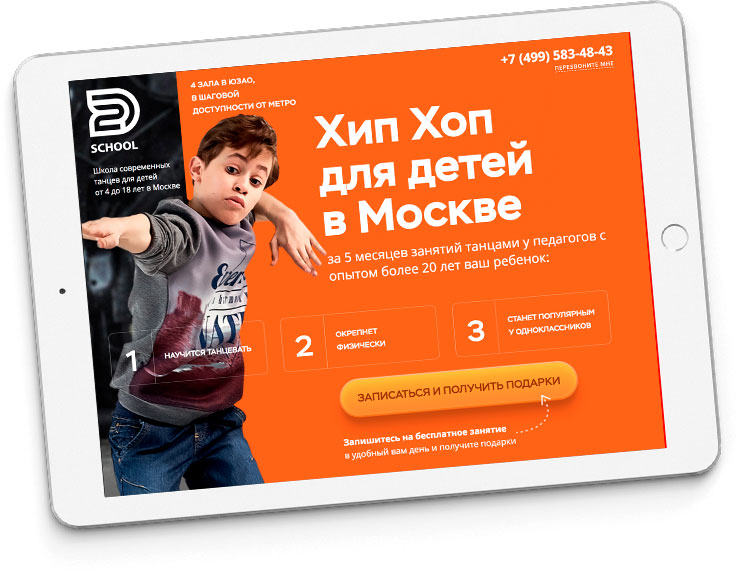 4 ЗАЛА В ЮЗАО,
В ШАГОВОЙ
ДОСТУПНОСТИ ОТ МЕТРО
+7 (499) 583-48-43
ПЕРЕЗВОНИТЕ МНЕ
SCHOOL
Школа современных
танцев для детей
от 4 до 18 лет в Москве
Хип Хоп
для детей
в Москве
за 5 месяцев занятий танцами у педагогов с
опытом более 20 лет ваш ребенок:
1 НАУЧИТСЯ ТАНЦЕВАТЬ
2 ОКРЕПНЕТ
ФИЗИЧЕСКИ
3 СТАНЕТ ПОПУЛЯРНЫМ
У ОДНОКЛАССНИКОВ
ЗАПИСАТЬСЯ И ПОЛУЧИТЬ ПОДАРКИ
Запишитесь на бесплатное занятие
в удобный вам день и получите подарки